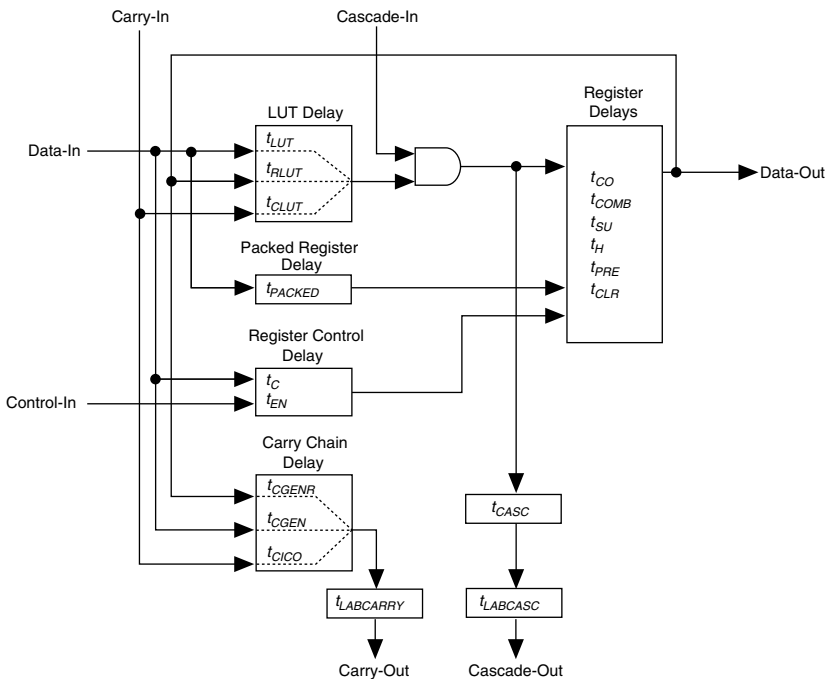 Carry-In
Cascade-In
LUT Delay
Register
Delays
Data-In
tLUT
tRLUT
tCLUT
Data-Out
tCO
tCOMB
tSU
tH
tPRE
tCLR
Packed Register
Delay
tPACKED
Register Control
Delay
tC
tEN
Control-In
Carry Chain
Delay
tCGENR
tCGEN
tCICO
tCASC
tLABCARRY
tLABCASC
Carry-Out
Cascade-Out